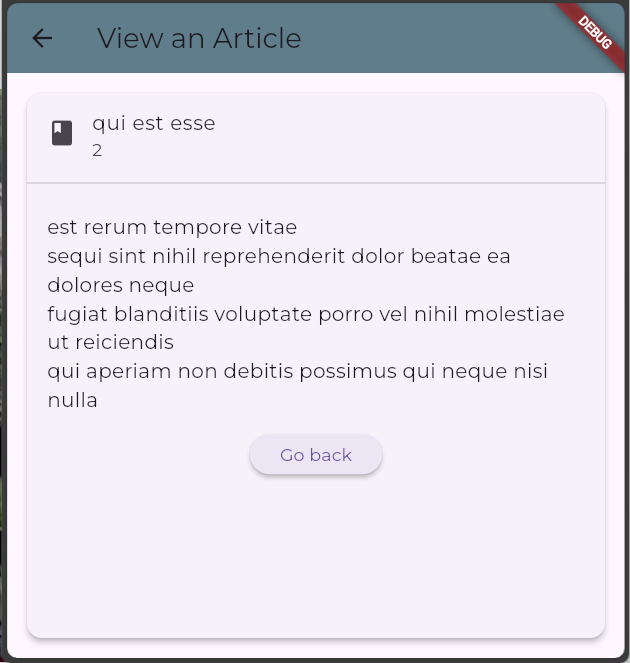 View an Article
DEBUG
qui est esse
2
est rerum tempore vitae
sequi sint nihil reprehenderit dolor beatae ea
dolores neque
fugiat blanditiis voluptate porro vel nihil molestiae
ut reiciendis
qui aperiam non debitis possimus qui neque nisi
nulla
Go back